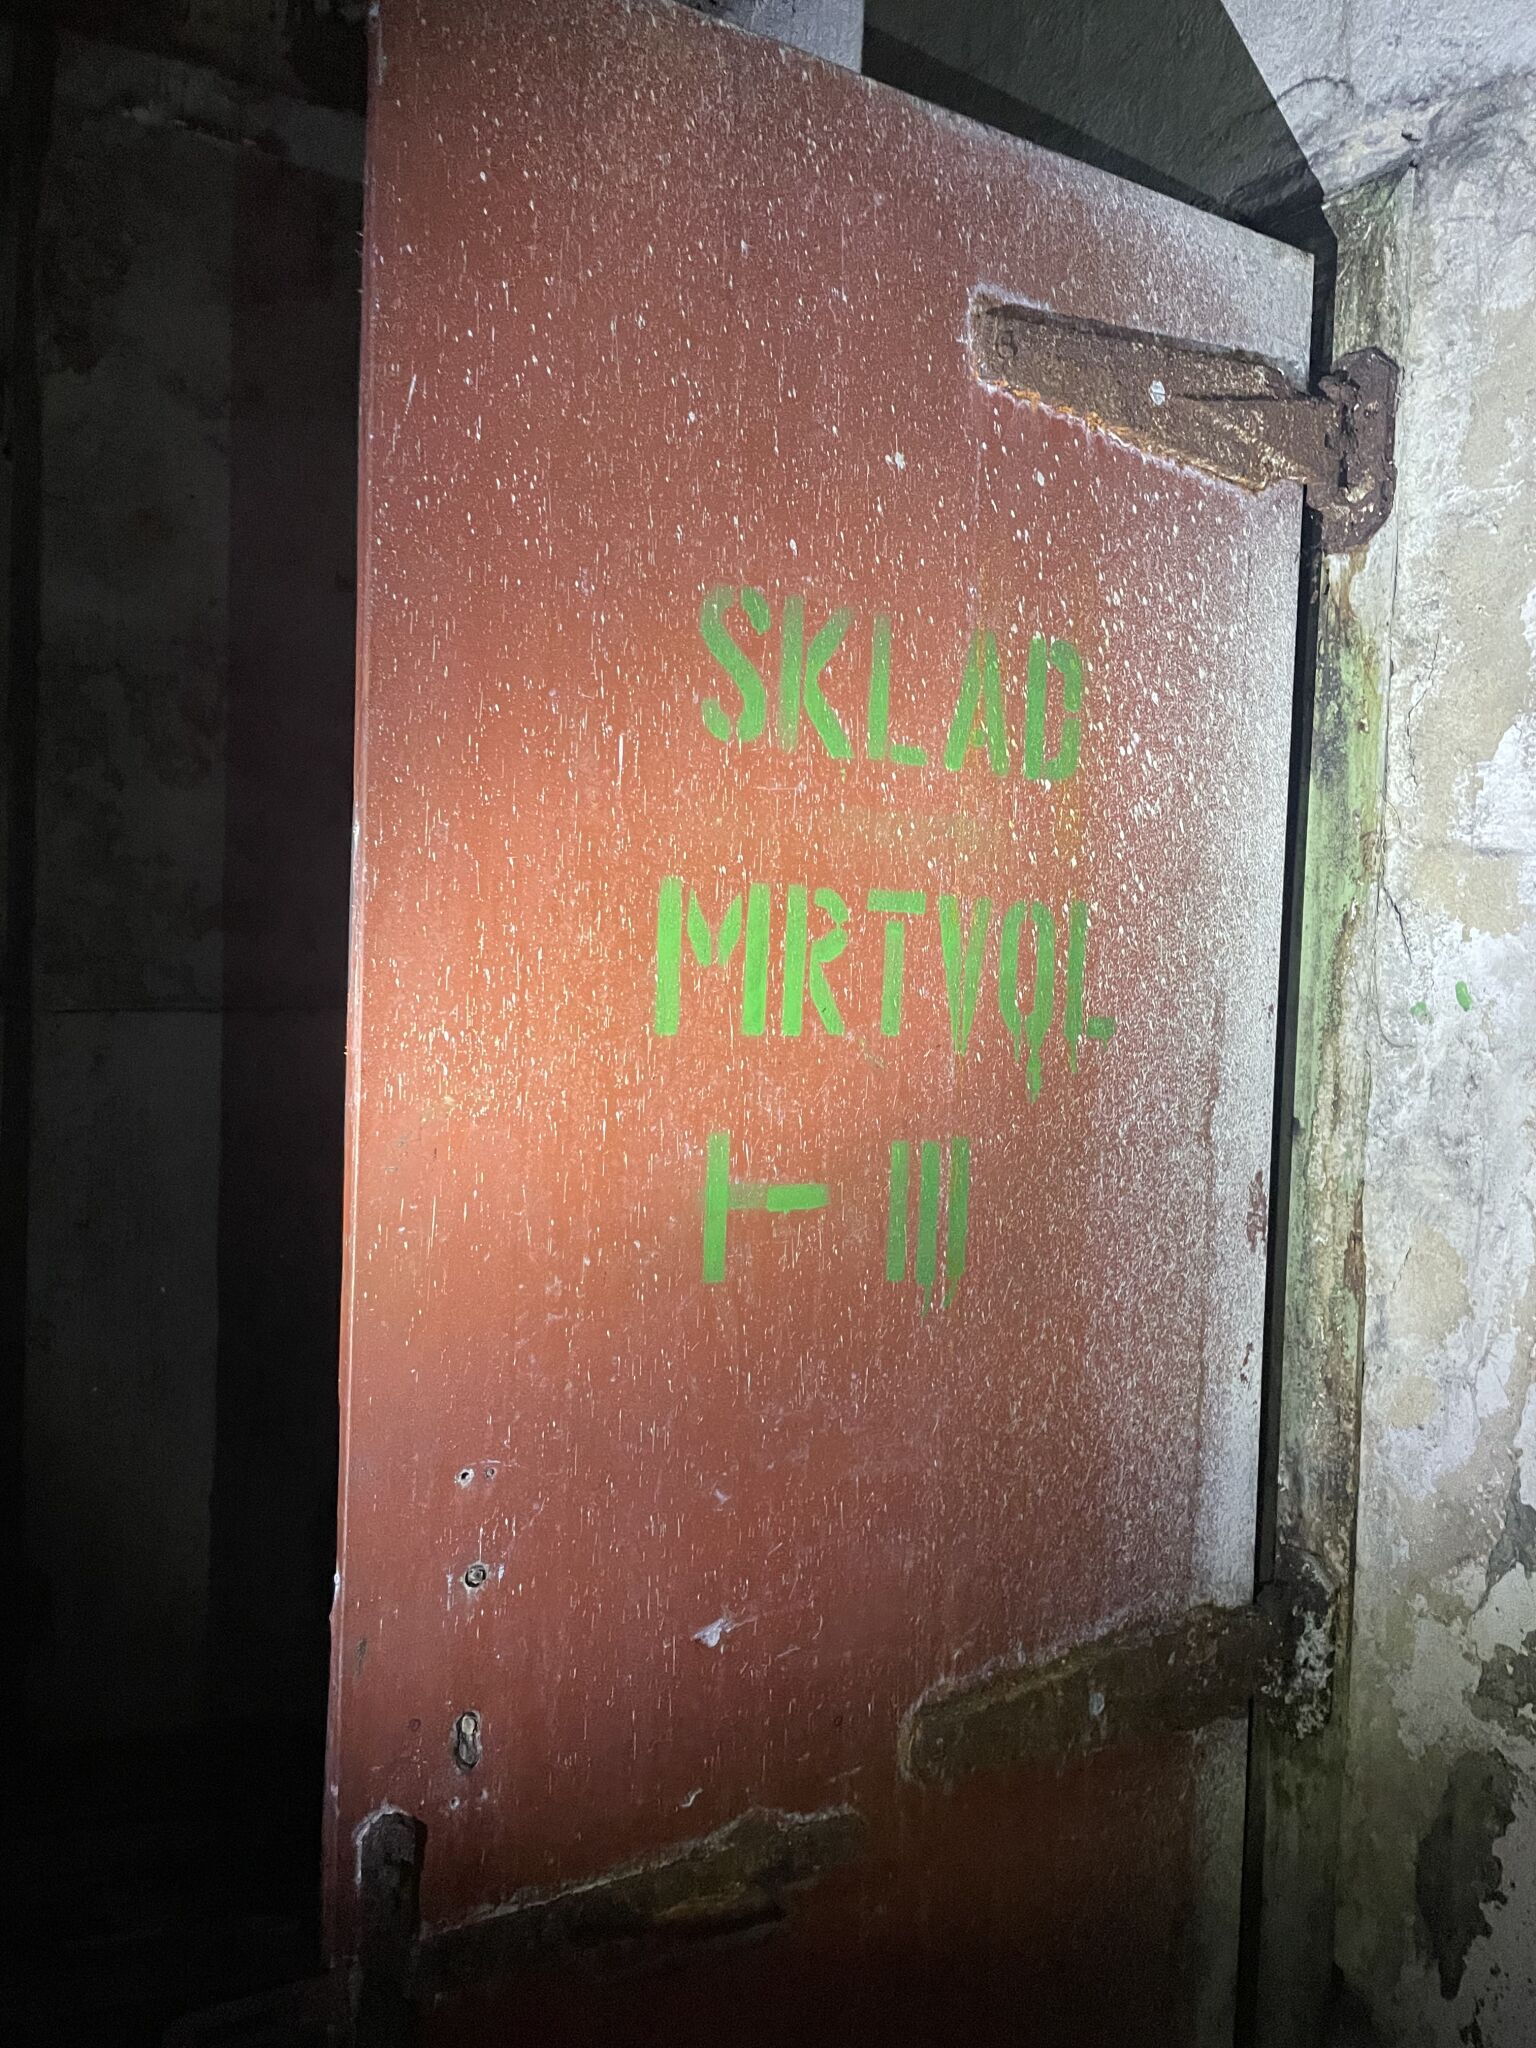 SKLAD
MRTVOL
⊢ III